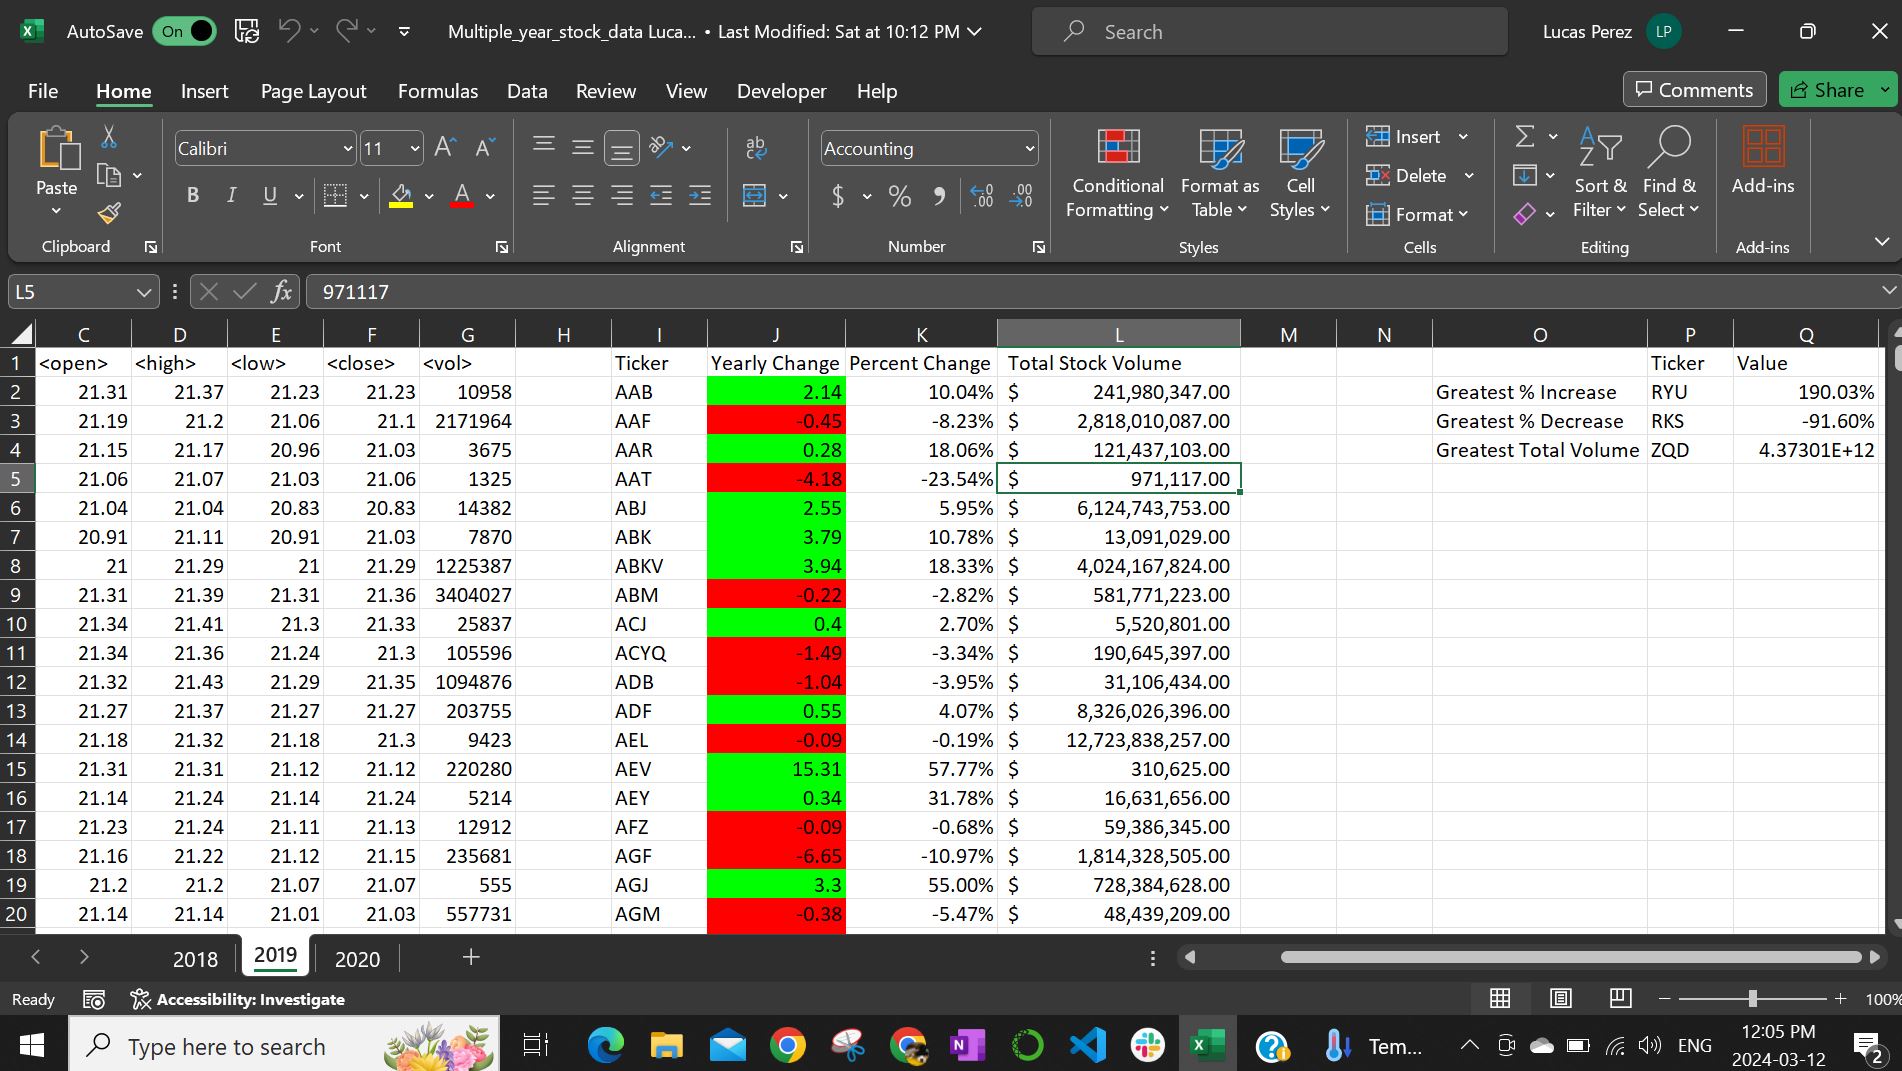 AutoSave On Multiple_year_stock_data Luca... • Last Modified: Sat at 10:12 PM Search Lucas Perez LP
File Home Insert Page Layout Formulas Data Review View Developer Help Comments Share
Paste Calibri 11 A A ab Accounting Conditional Formatting Format as Table Cell Styles Insert Delete Format Sort & Filter Find & Select Add-ins
B I U A $ % 9
Clipboard Font Alignment Number Styles Cells Editing Add-ins
L5 fx 971117
C D E F G H I J K L M N O P Q
1 <open> <high> <low> <close> <vol> Ticker Yearly Change Percent Change Total Stock Volume Ticker Value
2 21.31 21.37 21.23 21.23 10958 AAB 2.14 10.04% $ 241,980,347.00 Greatest % Increase RYU 190.03%
3 21.19 21.2 21.06 21.1 2171964 AAF -0.45 -8.23% $ 2,818,010,087.00 Greatest % Decrease RKS -91.60%
4 21.15 21.17 20.96 21.03 3675 AAR 0.28 18.06% $ 121,437,103.00 Greatest Total Volume ZQD 4.37301E+12
5 21.06 21.07 21.03 21.06 1325 AAT -4.18 -23.54% $ 971,117.00
6 21.04 21.04 20.83 20.83 14382 ABJ 2.55 5.95% $ 6,124,743,753.00
7 20.91 21.11 20.91 21.03 7870 ABK 3.79 10.78% $ 13,091,029.00
8 21 21.29 21 21.29 1225387 ABKV 3.94 18.33% $ 4,024,167,824.00
9 21.31 21.39 21.31 21.36 3404027 ABM -0.22 -2.82% $ 581,771,223.00
10 21.34 21.41 21.3 21.33 25837 ACJ 0.4 2.70% $ 5,520,801.00
11 21.34 21.36 21.24 21.3 105596 ACYQ -1.49 -3.34% $ 190,645,397.00
12 21.32 21.43 21.29 21.35 1094876 ADB -1.04 -3.95% $ 31,106,434.00
13 21.27 21.37 21.27 21.27 203755 ADF 0.55 4.07% $ 8,326,026,396.00
14 21.18 21.32 21.18 21.3 9423 AEL -0.09 -0.19% $ 12,723,838,257.00
15 21.31 21.31 21.12 21.12 220280 AEV 15.31 57.77% $ 310,625.00
16 21.14 21.24 21.14 21.24 5214 AEY 0.34 31.78% $ 16,631,656.00
17 21.23 21.24 21.11 21.13 12912 AFZ -0.09 -0.68% $ 59,386,345.00
18 21.16 21.22 21.12 21.15 235681 AGF -6.65 -10.97% $ 1,814,328,505.00
19 21.2 21.2 21.07 21.07 555 AGJ 3.3 55.00% $ 728,384,628.00
20 21.14 21.14 21.01 21.03 557731 AGM -0.38 -5.47% $ 48,439,209.00
2018 2019 2020
Ready Accessibility: Investigate 100%
Type here to search Tem... ENG 12:05 PM
2024-03-12 2